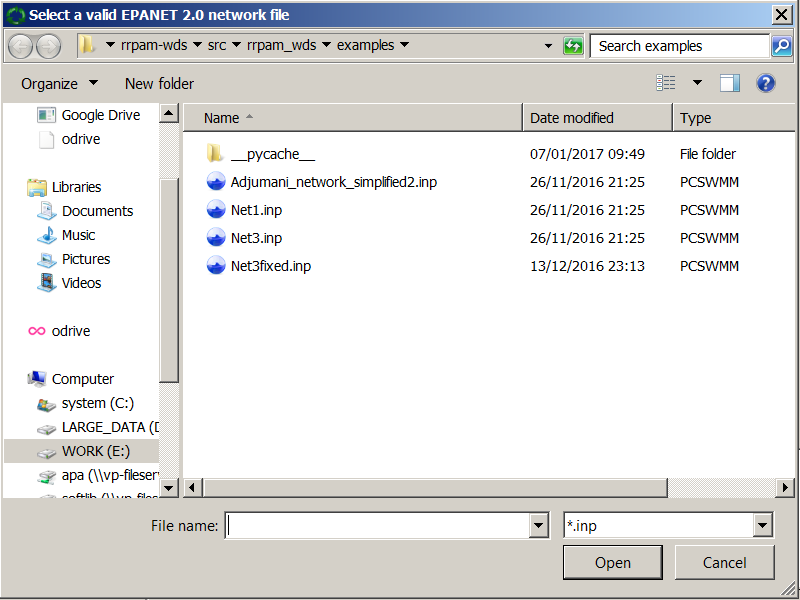 Select a valid EPANET 2.0 network file
rrpam-wds src rrpam_wds examples Search examples
Organize New folder
Google Drive
odrive
Libraries
Documents
Music
Pictures
Videos
odrive
Computer
system (C:)
LARGE_DATA (D
WORK (E:)
apa (\\vp-fileserv
Name Date modified Type
__pycache__ 07/01/2017 09:49 File folder
Adjumani_network_simplified2.inp 26/11/2016 21:25 PCSWMM
Net1.inp 26/11/2016 21:25 PCSWMM
Net3.inp 26/11/2016 21:25 PCSWMM
Net3fixed.inp 13/12/2016 23:13 PCSWMM
File name: *.inp
Open Cancel